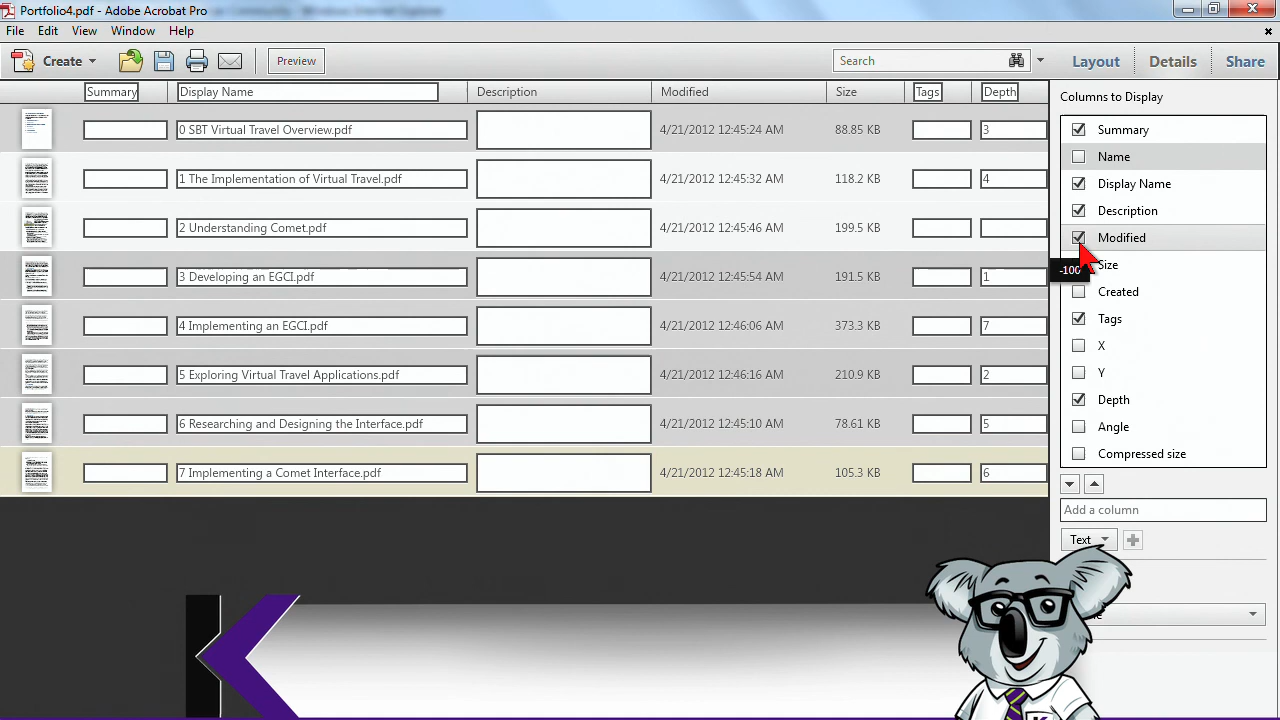 Portfolio4.pdf - Adobe Acrobat Pro
File Edit View Window Help
Create Preview Search Layout Details Share
Summary Display Name Description Modified Size Tags Depth
0 SBT Virtual Travel Overview.pdf 4/21/2012 12:45:24 AM 88.85 KB 3
1 The Implementation of Virtual Travel.pdf 4/21/2012 12:45:32 AM 118.2 KB 4
2 Understanding Comet.pdf 4/21/2012 12:45:46 AM 199.5 KB
3 Developing an EGCI.pdf 4/21/2012 12:45:54 AM 191.5 KB 1
4 Implementing an EGCI.pdf 4/21/2012 12:46:06 AM 373.3 KB 7
5 Exploring Virtual Travel Applications.pdf 4/21/2012 12:46:16 AM 210.9 KB 2
6 Researching and Designing the Interface.pdf 4/21/2012 12:45:10 AM 78.61 KB 5
7 Implementing a Comet Interface.pdf 4/21/2012 12:45:18 AM 105.3 KB 6
Columns to Display
Summary
Name
Display Name
Description
Modified
Size
-100
Created
Tags
X
Y
Depth
Angle
Compressed size
Add a column
Text